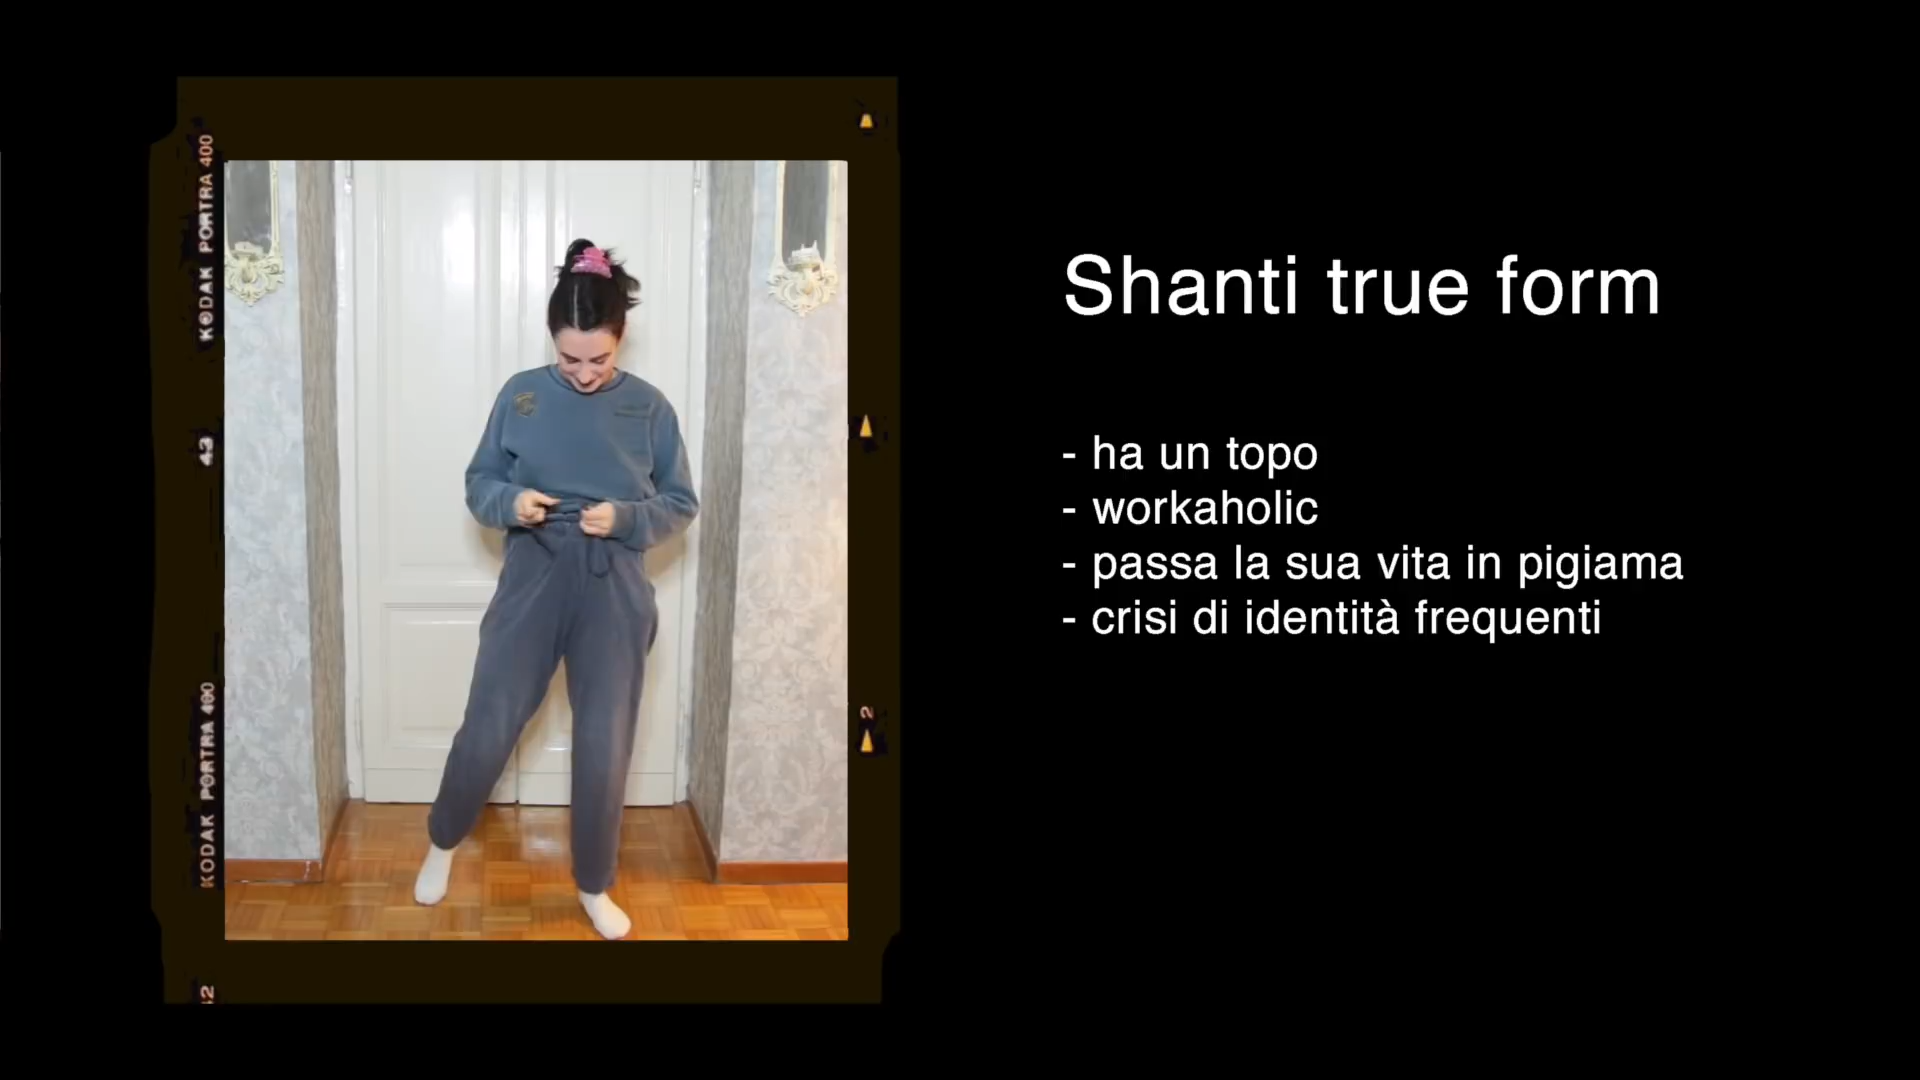 KODAK PORTRA 400
43
KODAK PORTRA 400
2
Shanti true form
- ha un topo
- workaholic
- passa la sua vita in pigiama
- crisi di identità frequenti